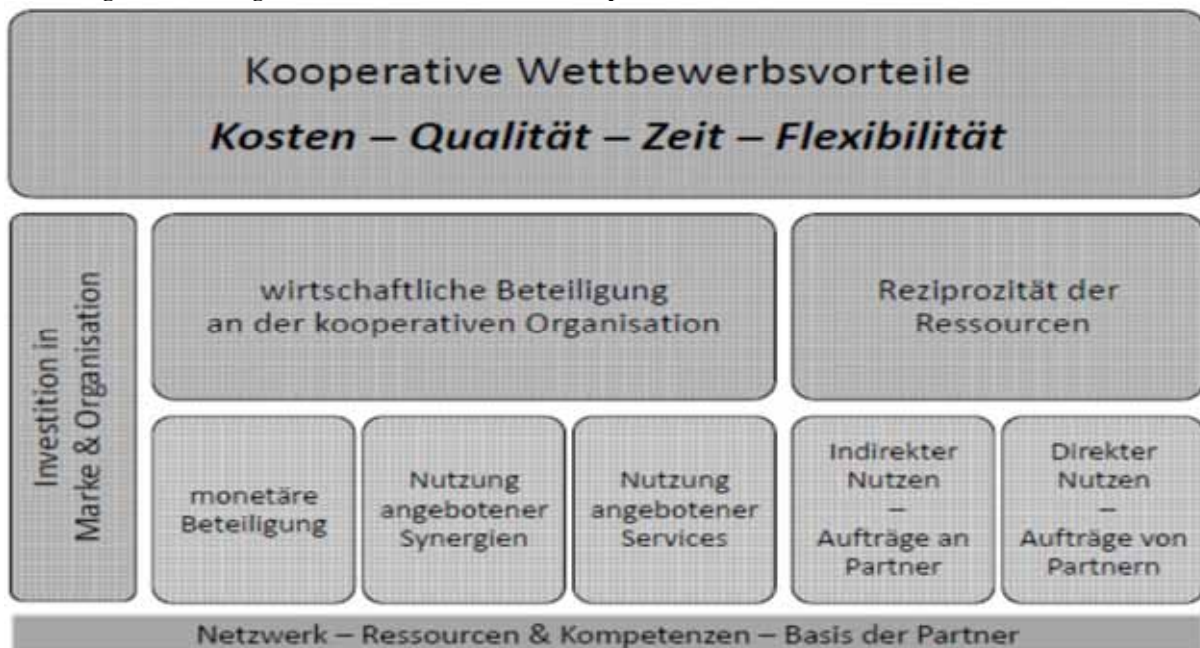 Kooperative Wettbewerbsvorteile
Kosten – Qualität – Zeit – Flexibilität
Investition in
Marke & Organisation
wirtschaftliche Beteiligung
an der kooperativen Organisation
Reziprozität der
Ressourcen
monetäre
Beteiligung
Nutzung
angebotener
Synergien
Nutzung
angebotener
Services
Indirekter
Nutzen
–
Aufträge an
Partner
Direkter
Nutzen
–
Aufträge von
Partnern
Netzwerk – Ressourcen & Kompetenzen – Basis der Partner